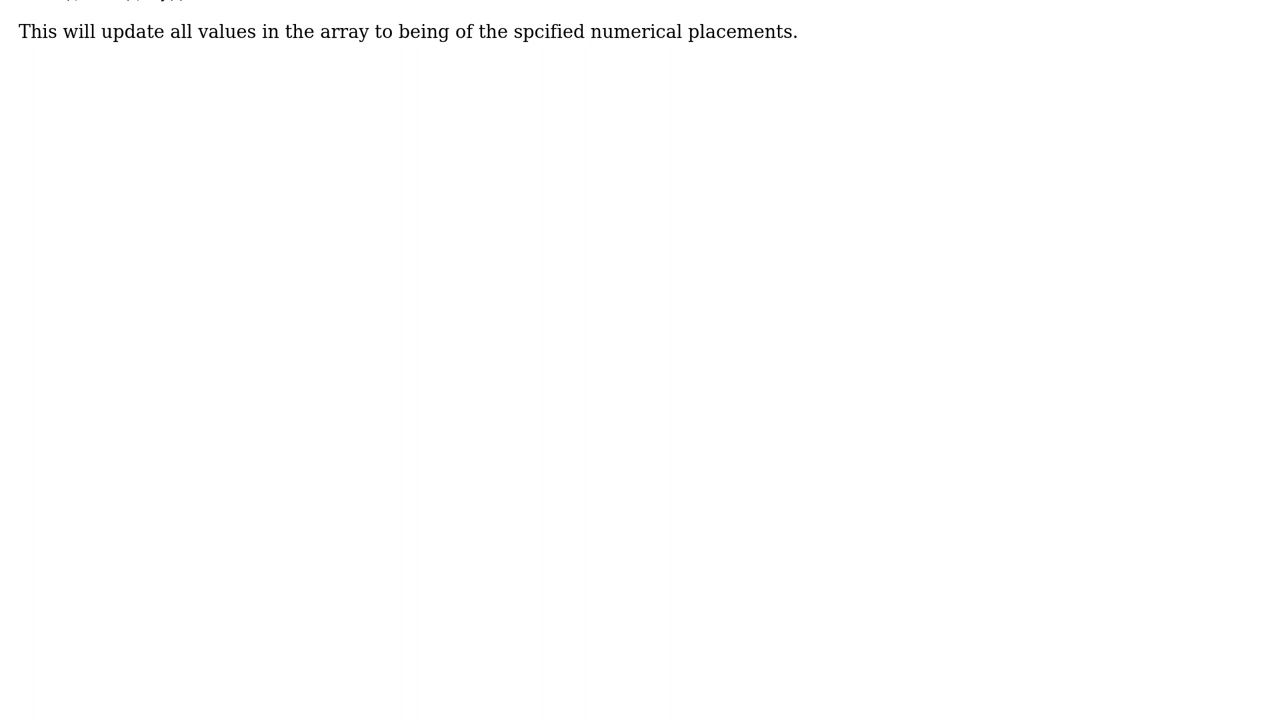 This will update all values in the array to being of the spcified numerical placements.